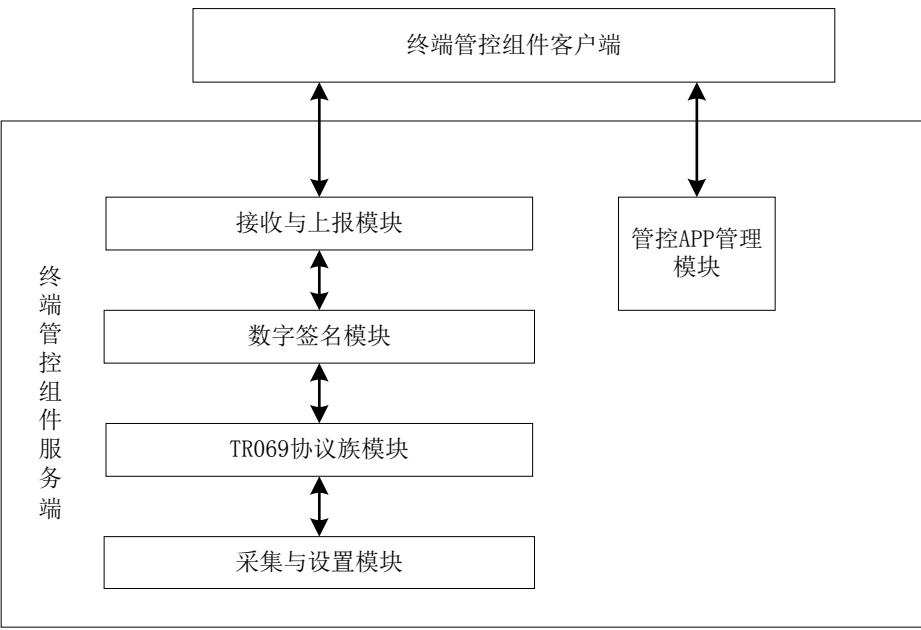 终端管控组件客户端
接收与上报模块
管控APP管理
模块
终端管控组件服务端
数字签名模块
TR069协议族模块
采集与设置模块